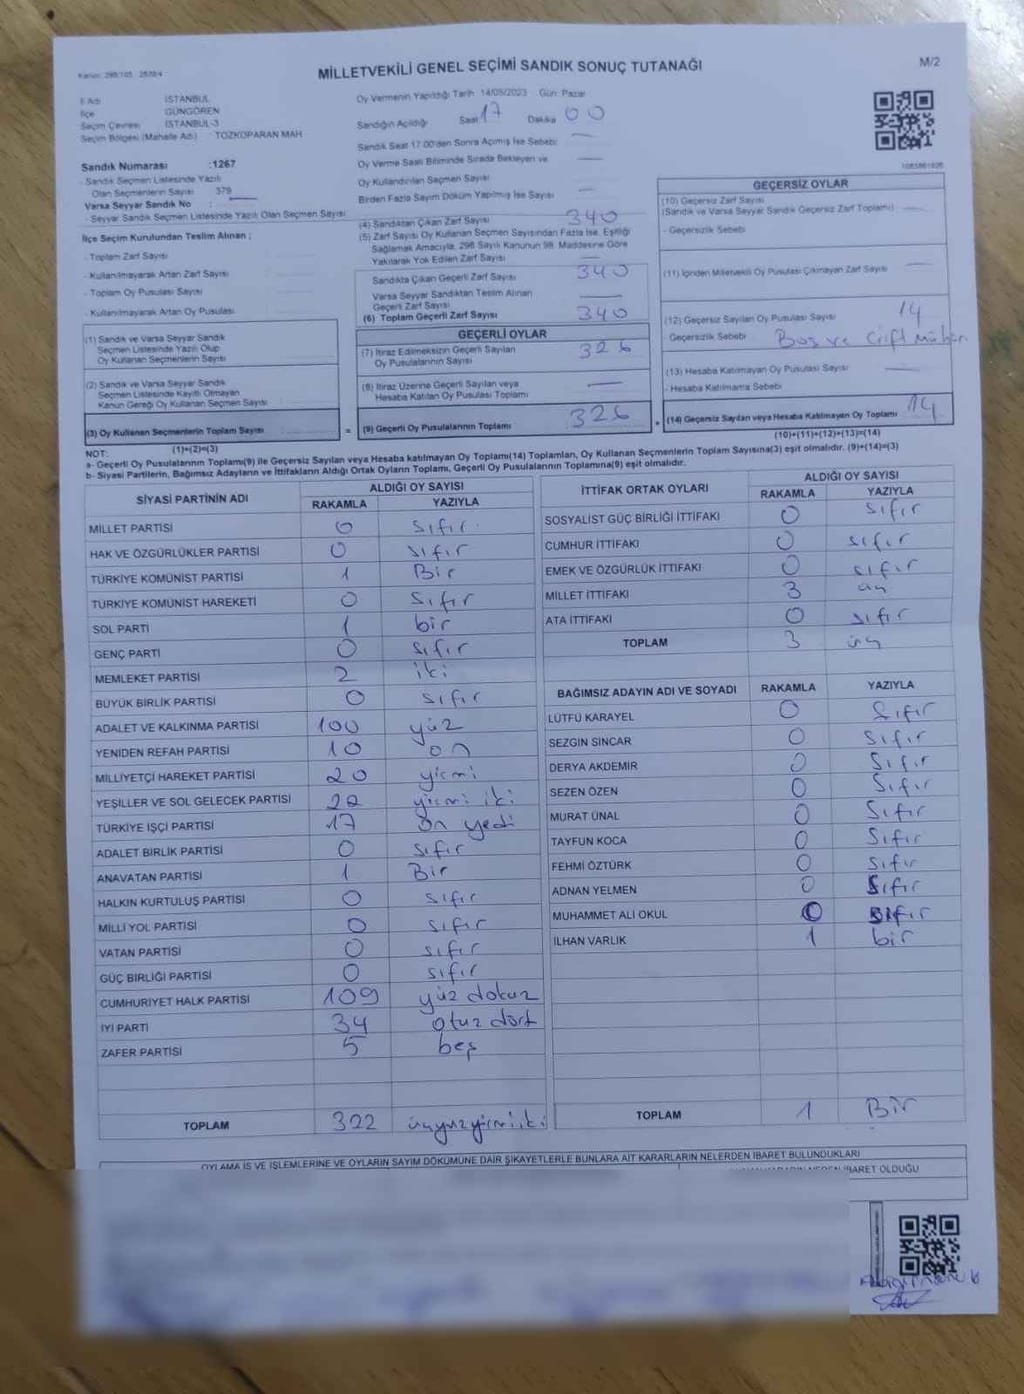 MİLLETVEKİLİ GENEL SEÇİMİ SANDIK SONUÇ TUTANAĞI
M/2
İl Adı İSTANBUL
İlçe GÜNGÖREN
Seçim Çevresi İSTANBUL-3
Seçim Bölgesi (Mahalle Adı) TOZKOPARAN MAH
Sandık Numarası :1267
- Sandık Seçmen Listesinde Yazılı
Olan Seçmenlerin Sayısı 379
Varsa Seyyar Sandık No :
- Seyyar Sandık Seçmen Listesinde Yazılı Olan Seçmen Sayısı
İlçe Seçim Kurulundan Teslim Alınan ;
- Toplam Zarf Sayısı
- Kullanılmayarak Artan Zarf Sayısı
- Toplam Oy Pusulası Sayısı
- Kullanılmayarak Artan Oy Pusulası
(1) Sandık ve Varsa Seyyar Sandık
Seçmen Listesinde Yazılı Olup
Oy Kullanan Seçmenlerin Sayısı
(2) Sandık ve Varsa Seyyar Sandık
Seçmen Listesinde Kayıtlı Olmayan
Kanun Gereği Oy Kullanan Seçmen Sayısı
(3) Oy Kullanan Seçmenlerin Toplam Sayısı =
(1)+(2)=(3)
Oy Vermenin Yapıldığı Tarih 14/05/2023 Gün: Pazar
Sandığın Açıldığı Saat 17 Dakika 00
Sandık Saat 17.00'den Sonra Açılmış İse Sebebi —
Oy Verme Saati Bitiminde Sırada Bekleyen ve —
Oy Kullandırılan Seçmen Sayısı
Birden Fazla Sayım Döküm Yapılmış İse Sayısı —
(4) Sandıktan Çıkan Zarf Sayısı 340
(5) Zarf Sayısı Oy Kullanan Seçmen Sayısından Fazla İse, Eşitliği
Sağlamak Amacıyla, 298 Sayılı Kanunun 98. Maddesine Göre
Yakılarak Yok Edilen Zarf Sayısı —
Sandıkta Çıkan Geçerli Zarf Sayısı 340
Varsa Seyyar Sandıktan Teslim Alınan
Geçerli Zarf Sayısı —
(6) Toplam Geçerli Zarf Sayısı 340
GEÇERLİ OYLAR
(7) İtiraz Edilmeksizin Geçerli Sayılan
Oy Pusulalarının Sayısı 326
(8) İtiraz Üzerine Geçerli Sayılan veya
Hesaba Katılan Oy Pusulası Toplamı —
(9) Geçerli Oy Pusulalarının Toplamı 326 +
GEÇERSİZ OYLAR
(10) Geçersiz Zarf Sayısı
(Sandık ve Varsa Seyyar Sandık Geçersiz Zarf Toplamı) —
- Geçersizlik Sebebi
(11) İçinden Milletvekili Oy Pusulası Çıkmayan Zarf Sayısı —
(12) Geçersiz Sayılan Oy Pusulası Sayısı 14
Geçersizlik Sebebi Boş ve Çift Mühür
(13) Hesaba Katılmayan Oy Pusulası Sayısı —
- Hesaba Katılmama Sebebi
(14) Geçersiz Sayılan veya Hesaba Katılmayan Oy Toplamı 14
(10)+(11)+(12)+(13)=(14)
NOT:
a- Geçerli Oy Pusulalarının Toplamı(9) ile Geçersiz Sayılan veya Hesaba katılmayan Oy Toplamı(14) Toplamları, Oy Kullanan Seçmenlerin Toplam Sayısına(3) eşit olmalıdır. (9)+(14)=(3)
b- Siyasi Partilerin, Bağımsız Adayların ve İttifakların Aldığı Ortak Oyların Toplamı, Geçerli Oy Pusulalarının Toplamına(9) eşit olmalıdır.
SİYASİ PARTİNİN ADI ALDIĞI OY SAYISI
RAKAMLA YAZIYLA
MİLLET PARTİSİ 0 sıfır
HAK VE ÖZGÜRLÜKLER PARTİSİ 0 sıfır
TÜRKİYE KOMÜNİST PARTİSİ 1 Bir
TÜRKİYE KOMÜNİST HAREKETİ 0 sıfır
SOL PARTİ 1 bir
GENÇ PARTİ 0 sıfır
MEMLEKET PARTİSİ 2 iki
BÜYÜK BİRLİK PARTİSİ 0 sıfır
ADALET VE KALKINMA PARTİSİ 100 yüz
YENİDEN REFAH PARTİSİ 10 on
MİLLİYETÇİ HAREKET PARTİSİ 20 yirmi
YEŞİLLER VE SOL GELECEK PARTİSİ 22 yirmi iki
TÜRKİYE İŞÇİ PARTİSİ 17 on yedi
ADALET BİRLİK PARTİSİ 0 sıfır
ANAVATAN PARTİSİ 1 Bir
HALKIN KURTULUŞ PARTİSİ 0 sıfır
MİLLİ YOL PARTİSİ 0 sıfır
VATAN PARTİSİ 0 sıfır
GÜÇ BİRLİĞİ PARTİSİ 0 sıfır
CUMHURİYET HALK PARTİSİ 109 yüz dokuz
İYİ PARTİ 34 otuz dört
ZAFER PARTİSİ 5 beş
TOPLAM 322 üçyüzyirmiiki
İTTİFAK ORTAK OYLARI ALDIĞI OY SAYISI
RAKAMLA YAZIYLA
SOSYALİST GÜÇ BİRLİĞİ İTTİFAKI 0 sıfır
CUMHUR İTTİFAKI 0 sıfır
EMEK VE ÖZGÜRLÜK İTTİFAKI 0 sıfır
MİLLET İTTİFAKI 3 üç
ATA İTTİFAKI 0 sıfır
TOPLAM 3 üç
BAĞIMSIZ ADAYIN ADI VE SOYADI RAKAMLA YAZIYLA
LÜTFÜ KARAYEL 0 Sıfır
SEZGİN SİNCAR 0 Sıfır
DERYA AKDEMİR 0 Sıfır
SEZEN ÖZEN 0 Sıfır
MURAT ÜNAL 0 Sıfır
TAYFUN KOCA 0 Sıfır
FEHMİ ÖZTÜRK 0 Sıfır
ADNAN YELMEN 0 Sıfır
MUHAMMET ALİ OKUL 0 sıfır
İLHAN VARLIK 1 bir
TOPLAM 1 Bir
OYLAMA İŞ VE İŞLEMLERİNE VE OYLARIN SAYIM DÖKÜMÜNE DAİR ŞİKAYETLERLE BUNLARA AİT KARARLARIN NELERDEN İBARET BULUNDUKLARI
İBARET OLDUĞU